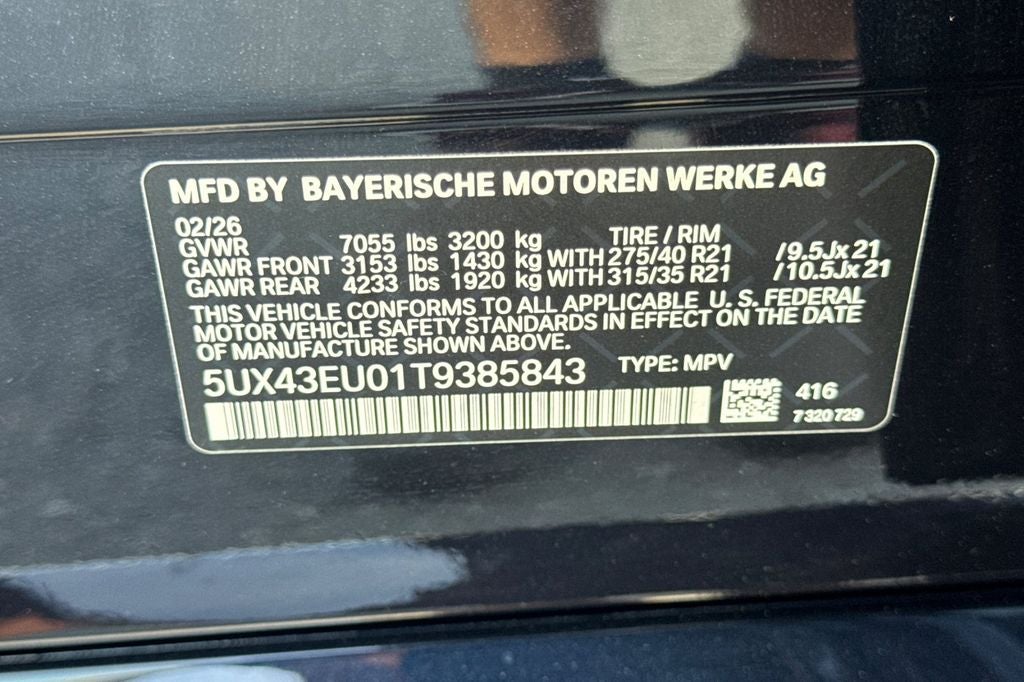 MFD BY BAYERISCHE MOTOREN WERKE AG
02/26 TIRE / RIM
GVWR 7055 lbs 3200 kg
GAWR FRONT 3153 lbs 1430 kg WITH 275/40 R21 /9.5Jx21
GAWR REAR 4233 lbs 1920 kg WITH 315/35 R21 /10.5Jx21
THIS VEHICLE CONFORMS TO ALL APPLICABLE U. S. FEDERAL
MOTOR VEHICLE SAFETY STANDARDS IN EFFECT ON THE DATE
OF MANUFACTURE SHOWN ABOVE.
5UX43EU01T9385843 TYPE: MPV
416
7 320 729